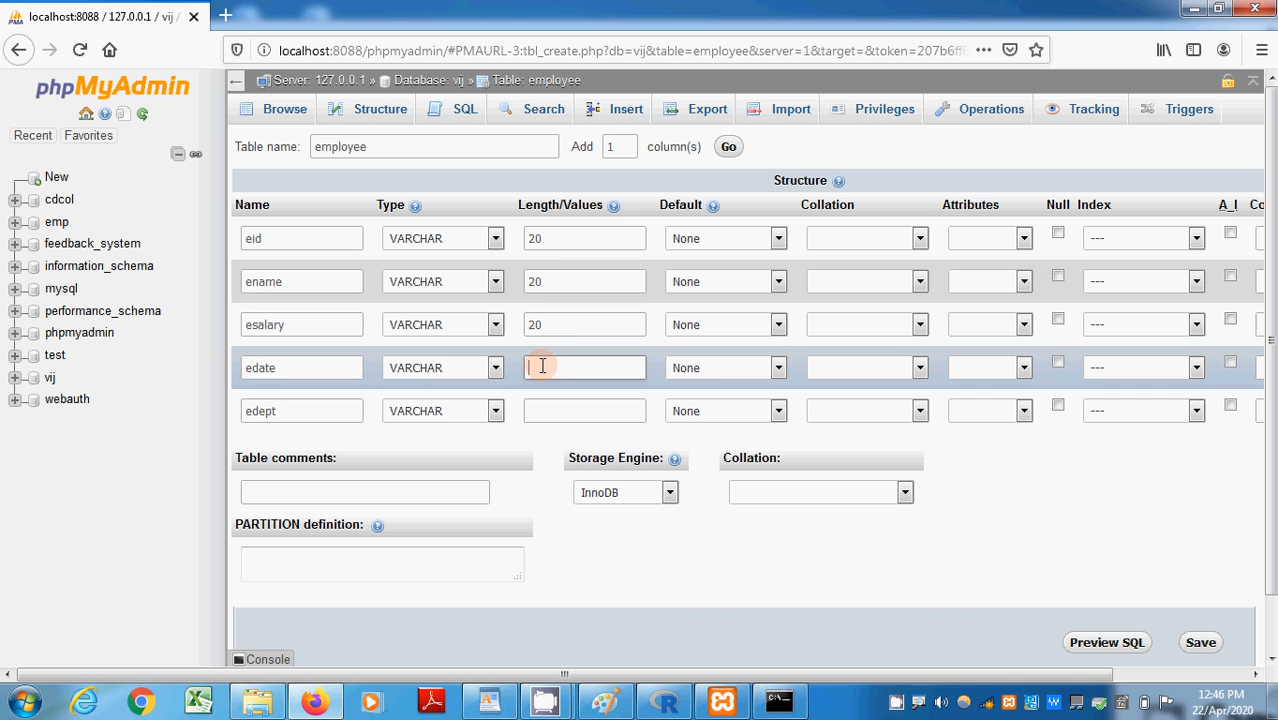 localhost:8088 / 127.0.0.1 / vij /
localhost:8088/phpmyadmin/#PMAURL-3:tbl_create.php?db=vij&table=employee&server=1&target=&token=207b6ff6
phpMyAdmin
Recent Favorites
New
cdcol
emp
feedback_system
information_schema
mysql
performance_schema
phpmyadmin
test
vij
webauth
Server: 127.0.0.1 » Database: vij » Table: employee
Browse Structure SQL Search Insert Export Import Privileges Operations Tracking Triggers
Table name: employee Add 1 column(s) Go
Structure
Name Type Length/Values Default Collation Attributes Null Index A_I Co
eid VARCHAR 20 None ---
ename VARCHAR 20 None ---
esalary VARCHAR 20 None ---
edate VARCHAR None ---
edept VARCHAR None ---
Table comments: Storage Engine: Collation:
InnoDB
PARTITION definition:
Preview SQL Save
Console
12:46 PM
22/Apr/2020